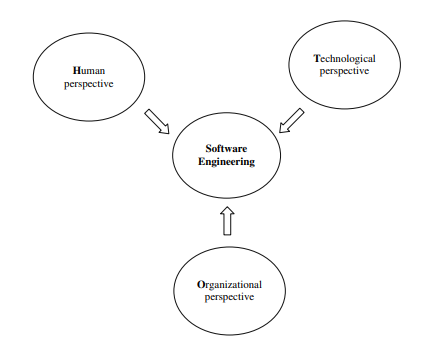 Human
perspective
Technological
perspective
Software
Engineering
Organizational
perspective